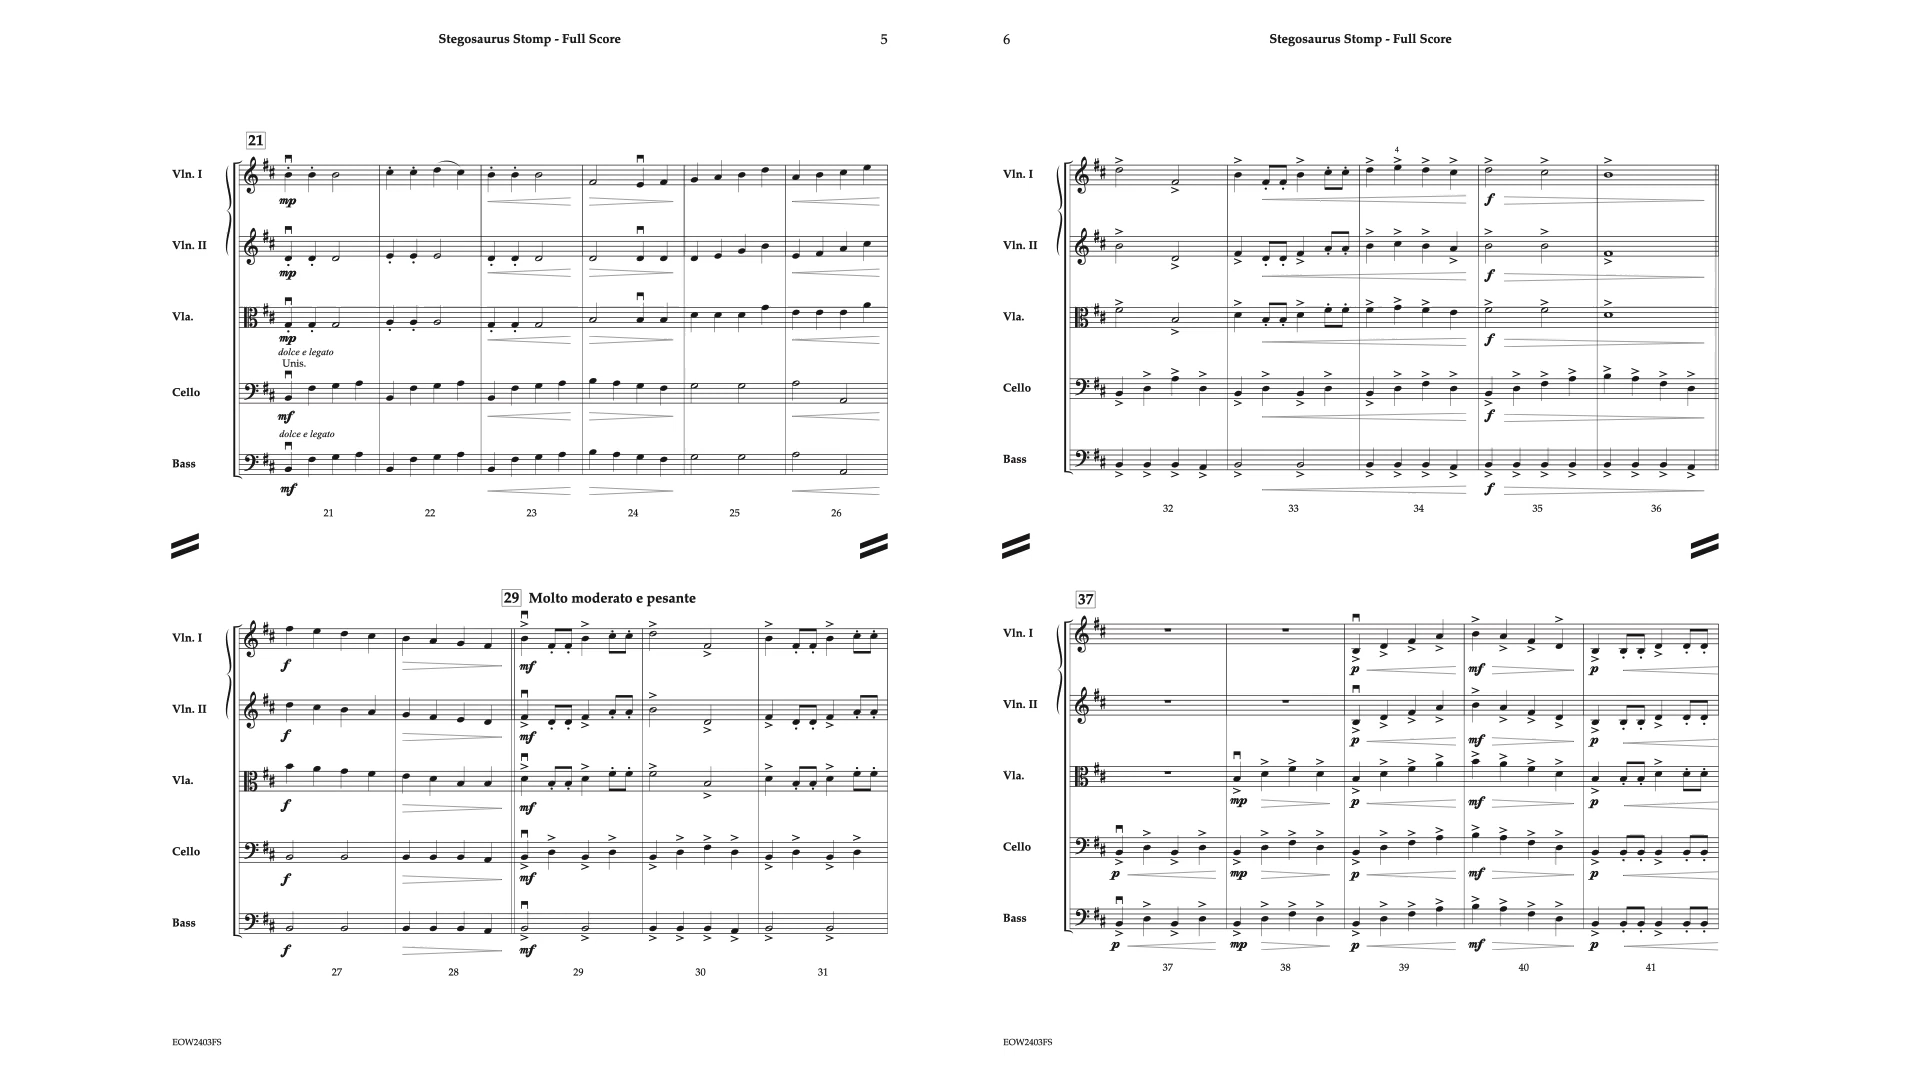 Stegosaurus Stomp - Full Score
5
21
Vln. I
mp
Vln. II
mp
Vla.
mp
dolce e legato
Unis.
Cello
mf
dolce e legato
Bass
mf
21 22 23 24 25 26
29 Molto moderato e pesante
Vln. I
f mf
Vln. II
f mf
Vla.
f mf
Cello
f mf
Bass
f mf
27 28 29 30 31
EOW2403FS
6
Stegosaurus Stomp - Full Score
4
Vln. I
f
Vln. II
f
Vla.
f
Cello
f
Bass
f
32 33 34 35 36
37
Vln. I
p mf p
Vln. II
p mf p
Vla.
mp p mf p
Cello
p mp p mf p
Bass
p mp p mf p
37 38 39 40 41
EOW2403FS